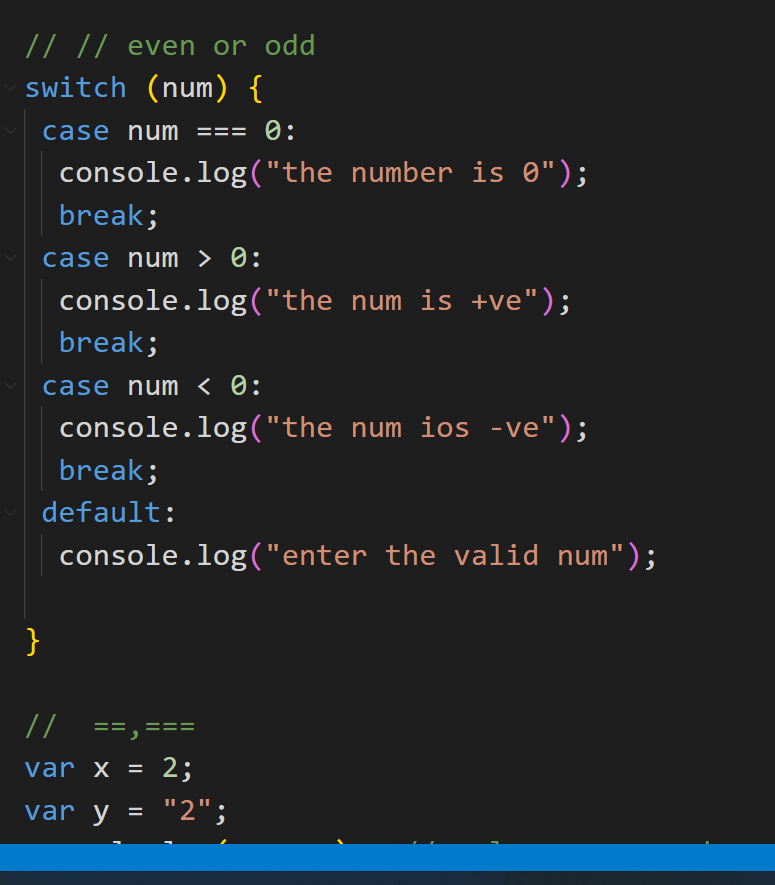 // // even or odd
switch (num) {
case num === 0:
console.log("the number is 0");
break;
case num > 0:
console.log("the num is +ve");
break;
case num < 0:
console.log("the num ios -ve");
break;
default:
console.log("enter the valid num");
}
// ==,===
var x = 2;
var y = "2";